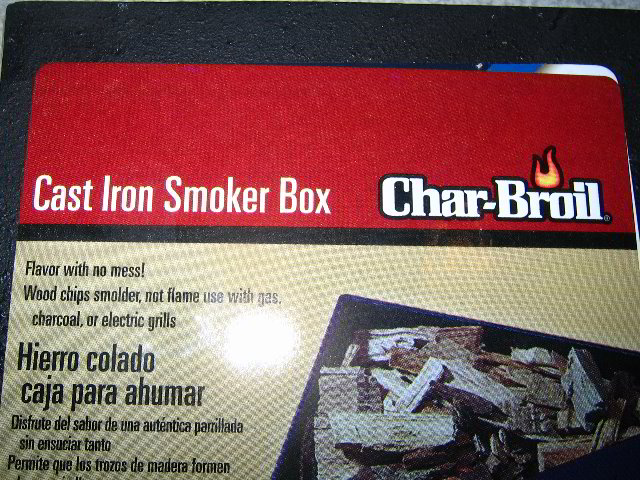 Cast Iron Smoker Box
Char-Broil®
Flavor with no mess!
Wood chips smolder, not flame use with gas,
charcoal, or electric grills
Hierro colado
caja para ahumar
Disfrute del sabor de una auténtica parrillada
sin ensuciar tanto
Permite que los trozos de madera formen